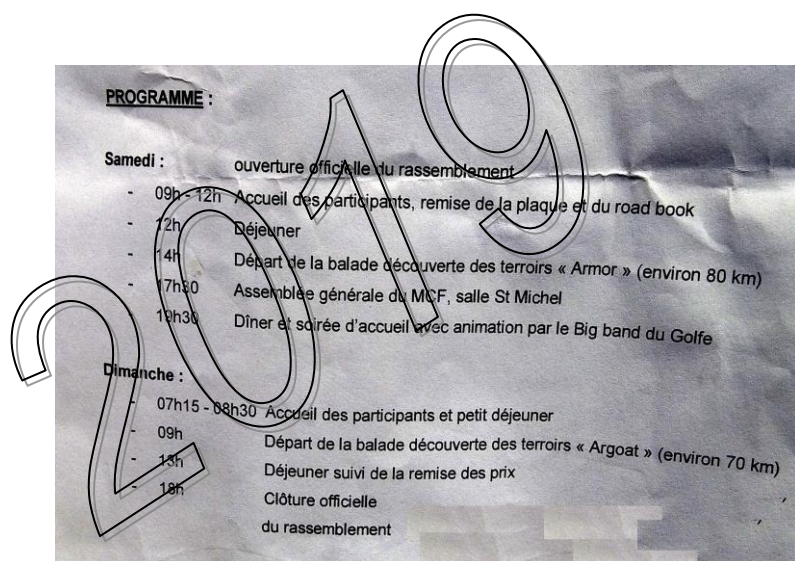 2019
PROGRAMME :
Samedi : ouverture officielle du rassemblement
- 09h - 12h Accueil des participants, remise de la plaque et du road book
- 12h Déjeuner
- 14h Départ de la balade découverte des terroirs « Armor » (environ 80 km)
- 17h30 Assemblée générale du MCF, salle St Michel
- 19h30 Dîner et soirée d'accueil avec animation par le Big band du Golfe
Dimanche :
- 07h15 - 08h30 Accueil des participants et petit déjeuner
- 09h Départ de la balade découverte des terroirs « Argoat » (environ 70 km)
- 13h Déjeuner suivi de la remise des prix
- 18h Clôture officielle
du rassemblement